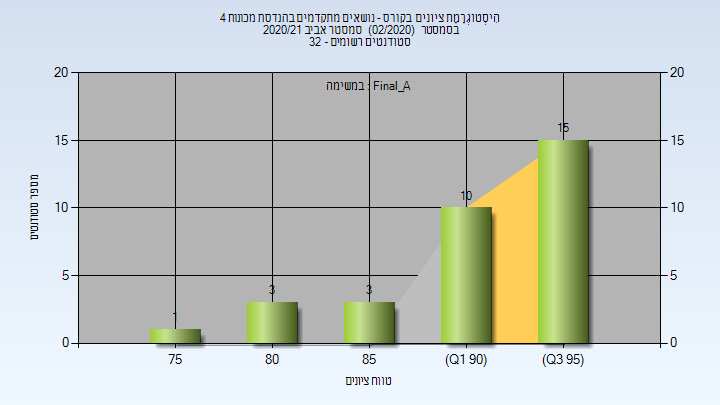 היסטוגרמת ציונים בקורס - נושאים מתקדמים בהנדסת מכונות 4
בסמסטר (02/2020) סמסטר אביב 2020/21
סטודנטים רשומים - 32
במשימה : Final_A
20 20
15 15
10 10
5 5
0 0
1 3 3 10 15
75 80 85 (Q1 90) (Q3 95)
מספר סטודנטים
טווח ציונים